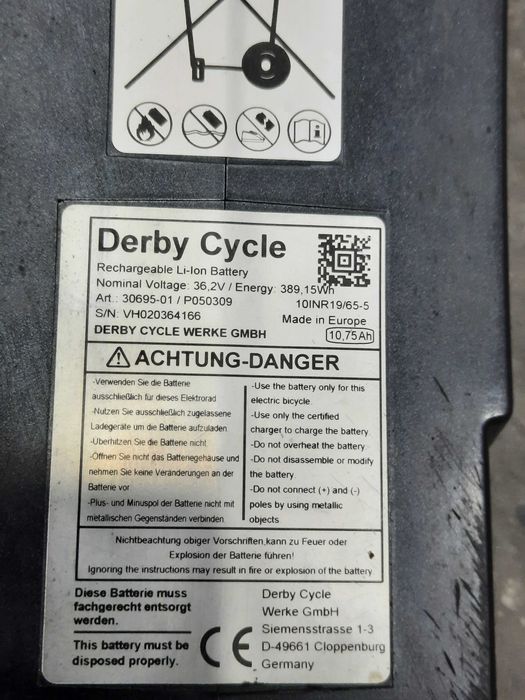 Derby Cycle
Rechargeable Li-Ion Battery
Nominal Voltage: 36,2V / Energy: 389,15Wh
Art.: 30695-01 / P050309
10INR19/65-5
S/N: VH020364166
Made in Europe
DERBY CYCLE WERKE GMBH
10,75Ah
ACHTUNG-DANGER
-Verwenden Sie die Batterie
ausschließlich für dieses Elektrorad
-Nutzen Sie ausschließlich zugelassene
Ladegeräte um die Batterie aufzuladen
-Überhitzen Sie die Batterie nicht
-Öffnen Sie nicht das Batteriegehäuse und
nehmen Sie keine Veränderungen an der
Batterie vor
-Plus- und Minuspol der Batterie nicht mit
metallischen Gegenständen verbinden
-Use the battery only for this
electric bicycle
-Use only the certified
charger to charge the battery
-Do not overheat the battery
-Do not disassemble or modify
the battery
-Do not connect (+) and (-)
poles by using metallic
objects
Nichtbeachtung obiger Vorschriften kann zu Feuer oder
Explosion der Batterie führen!
Ignoring the instructions may result in fire or explosion of the battery
Diese Batterie muss
fachgerecht entsorgt
werden.
This battery must be
disposed properly.
CE
Derby Cycle
Werke GmbH
Siemensstrasse 1-3
D-49661 Cloppenburg
Germany